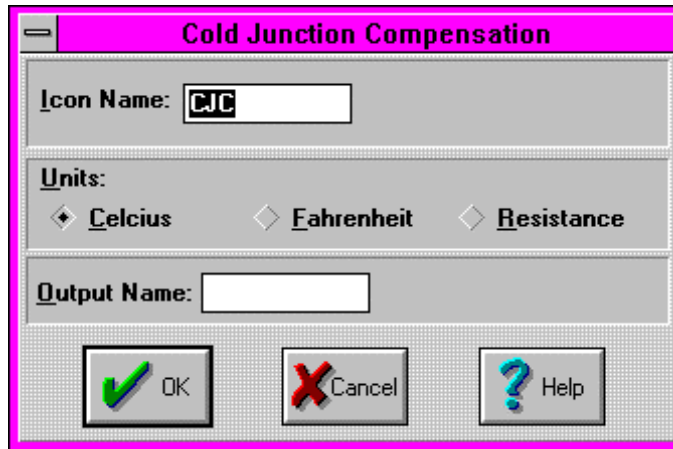 Cold Junction Compensation
Icon Name: CJC
Units:
Celcius Fahrenheit Resistance
Output Name:
OK Cancel Help